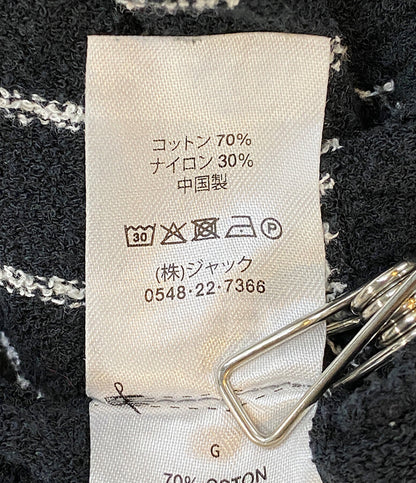 コットン 70%
ナイロン 30%
中国製
30 P
(株)ジャック
0548・22・7366
G
70% COTON